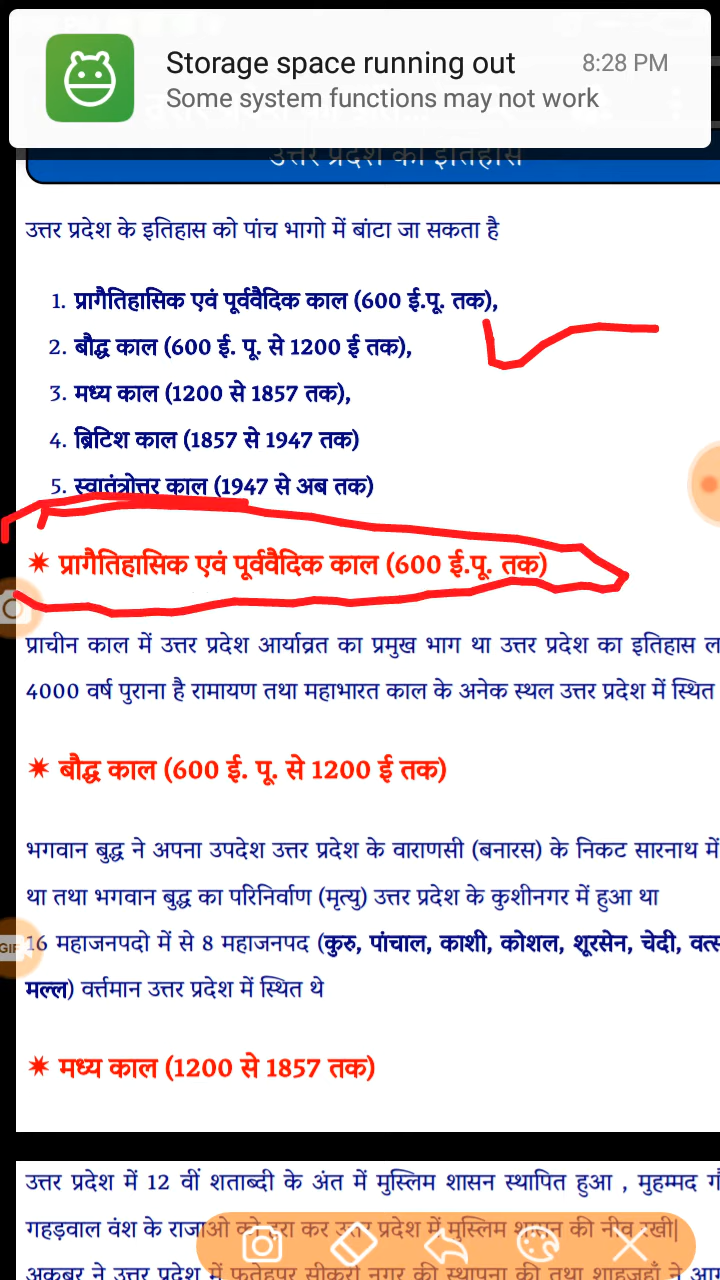 Storage space running out 8:28 PM
Some system functions may not work
उत्तर प्रदेश का इतिहास
उत्तर प्रदेश के इतिहास को पांच भागो में बांटा जा सकता है
1. प्रागैतिहासिक एवं पूर्ववैदिक काल (600 ई.पू. तक),
2. बौद्ध काल (600 ई. पू. से 1200 ई तक),
3. मध्य काल (1200 से 1857 तक),
4. ब्रिटिश काल (1857 से 1947 तक)
5. स्वातंत्रोत्तर काल (1947 से अब तक)
✷ प्रागैतिहासिक एवं पूर्ववैदिक काल (600 ई.पू. तक)
प्राचीन काल में उत्तर प्रदेश आर्याव्रत का प्रमुख भाग था उत्तर प्रदेश का इतिहास ल
4000 वर्ष पुराना है रामायण तथा महाभारत काल के अनेक स्थल उत्तर प्रदेश में स्थित
✷ बौद्ध काल (600 ई. पू. से 1200 ई तक)
भगवान बुद्ध ने अपना उपदेश उत्तर प्रदेश के वाराणसी (बनारस) के निकट सारनाथ में
था तथा भगवान बुद्ध का परिनिर्वाण (मृत्यु) उत्तर प्रदेश के कुशीनगर में हुआ था
GIF
16 महाजनपदो में से 8 महाजनपद (कुरु, पांचाल, काशी, कोशल, शूरसेन, चेदी, वत्स
मल्ल) वर्त्तमान उत्तर प्रदेश में स्थित थे
✷ मध्य काल (1200 से 1857 तक)
उत्तर प्रदेश में 12 वीं शताब्दी के अंत में मुस्लिम शासन स्थापित हुआ , मुहम्मद गौ
गहड़वाल वंश के राजाओ को हरा कर उत्तर प्रदेश में मुस्लिम शासन की नीव रखी|
अकबर ने उत्तर प्रदेश में फतेहपुर सीकरी नगर की स्थापना की तथा शाहजहाँ ने आग